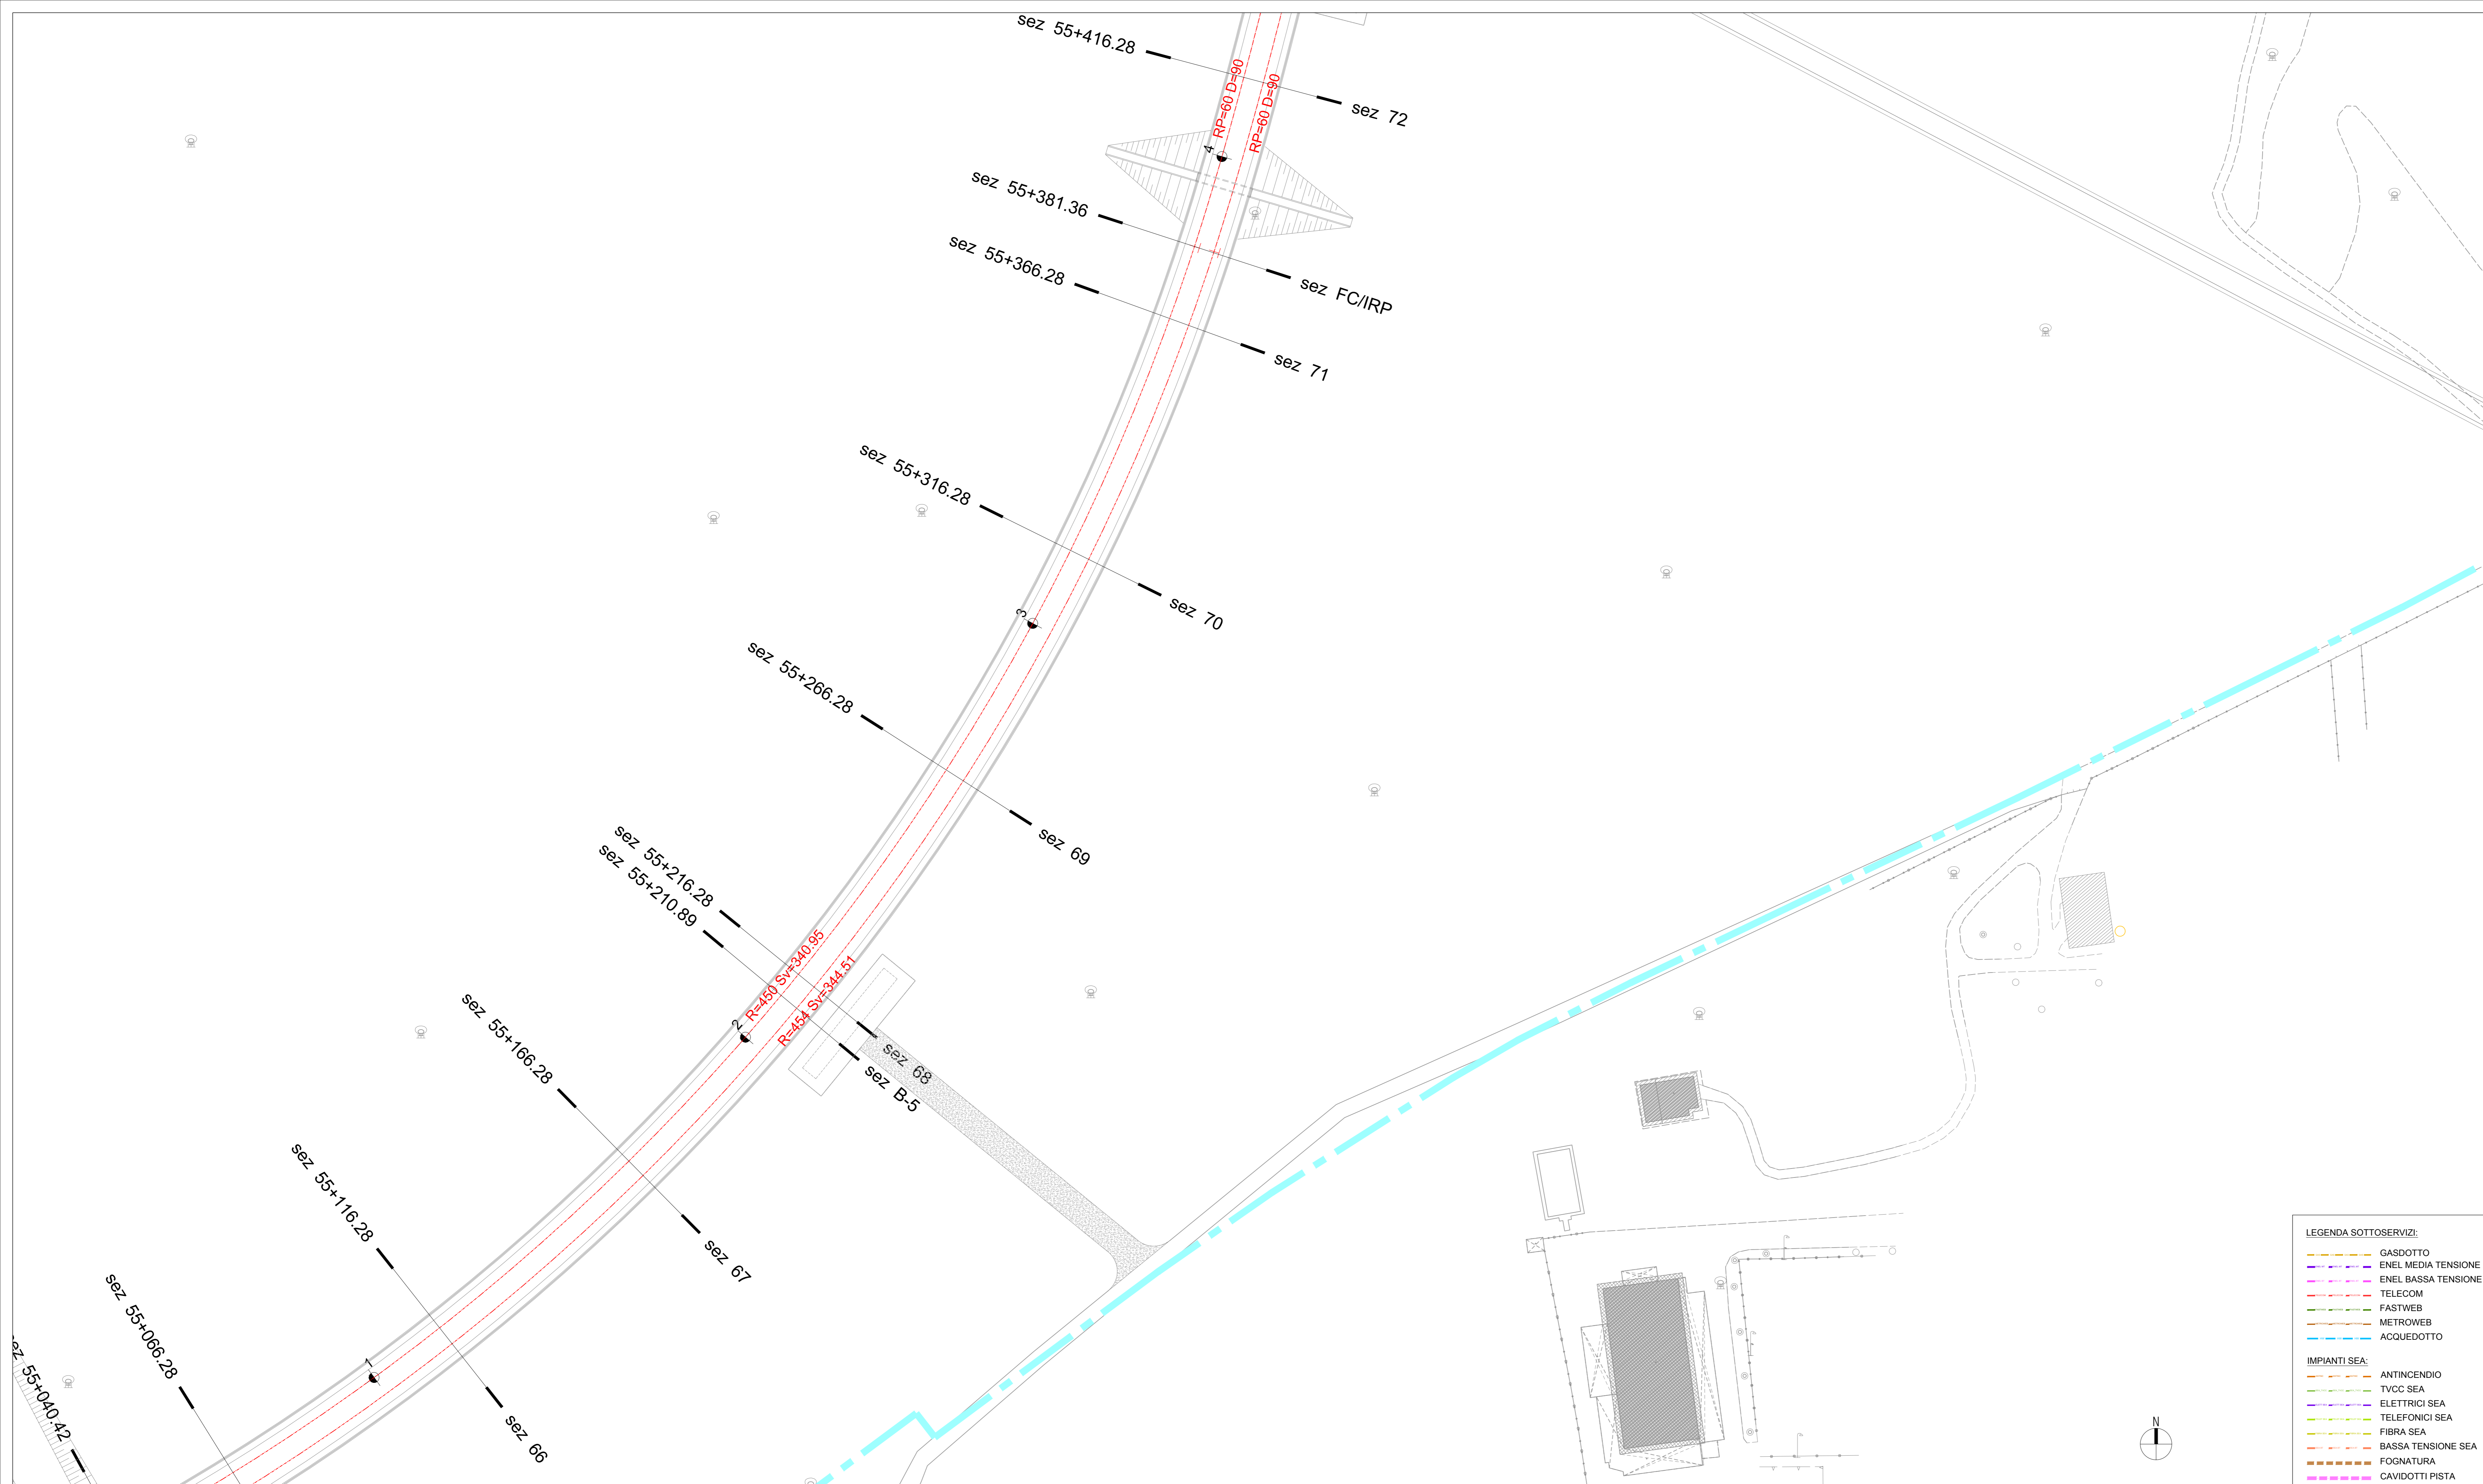 sez 55+416.28
sez 72
RP=60 D=90
RP=60 D=90
4
sez 55+381.36
sez FC/IRP
sez 55+366.28
sez 71
sez 55+316.28
sez 70
3
sez 55+266.28
sez 69
sez 55+216.28
sez 55+210.89
R=450 Sv=340.95
R=454 Sv=344.51
2
sez 68
sez B-5
sez 55+166.28
sez 67
sez 55+116.28
sez 66
1
sez 55+066.28
sez 55+040.42
N
LEGENDA SOTTOSERVIZI:
GASDOTTO
ENEL MEDIA TENSIONE
ENEL BASSA TENSIONE
TELECOM
FASTWEB
METROWEB
ACQUEDOTTO
IMPIANTI SEA:
ANTINCENDIO
TVCC SEA
ELETTRICI SEA
TELEFONICI SEA
FIBRA SEA
BASSA TENSIONE SEA
FOGNATURA
CAVIDOTTI PISTA